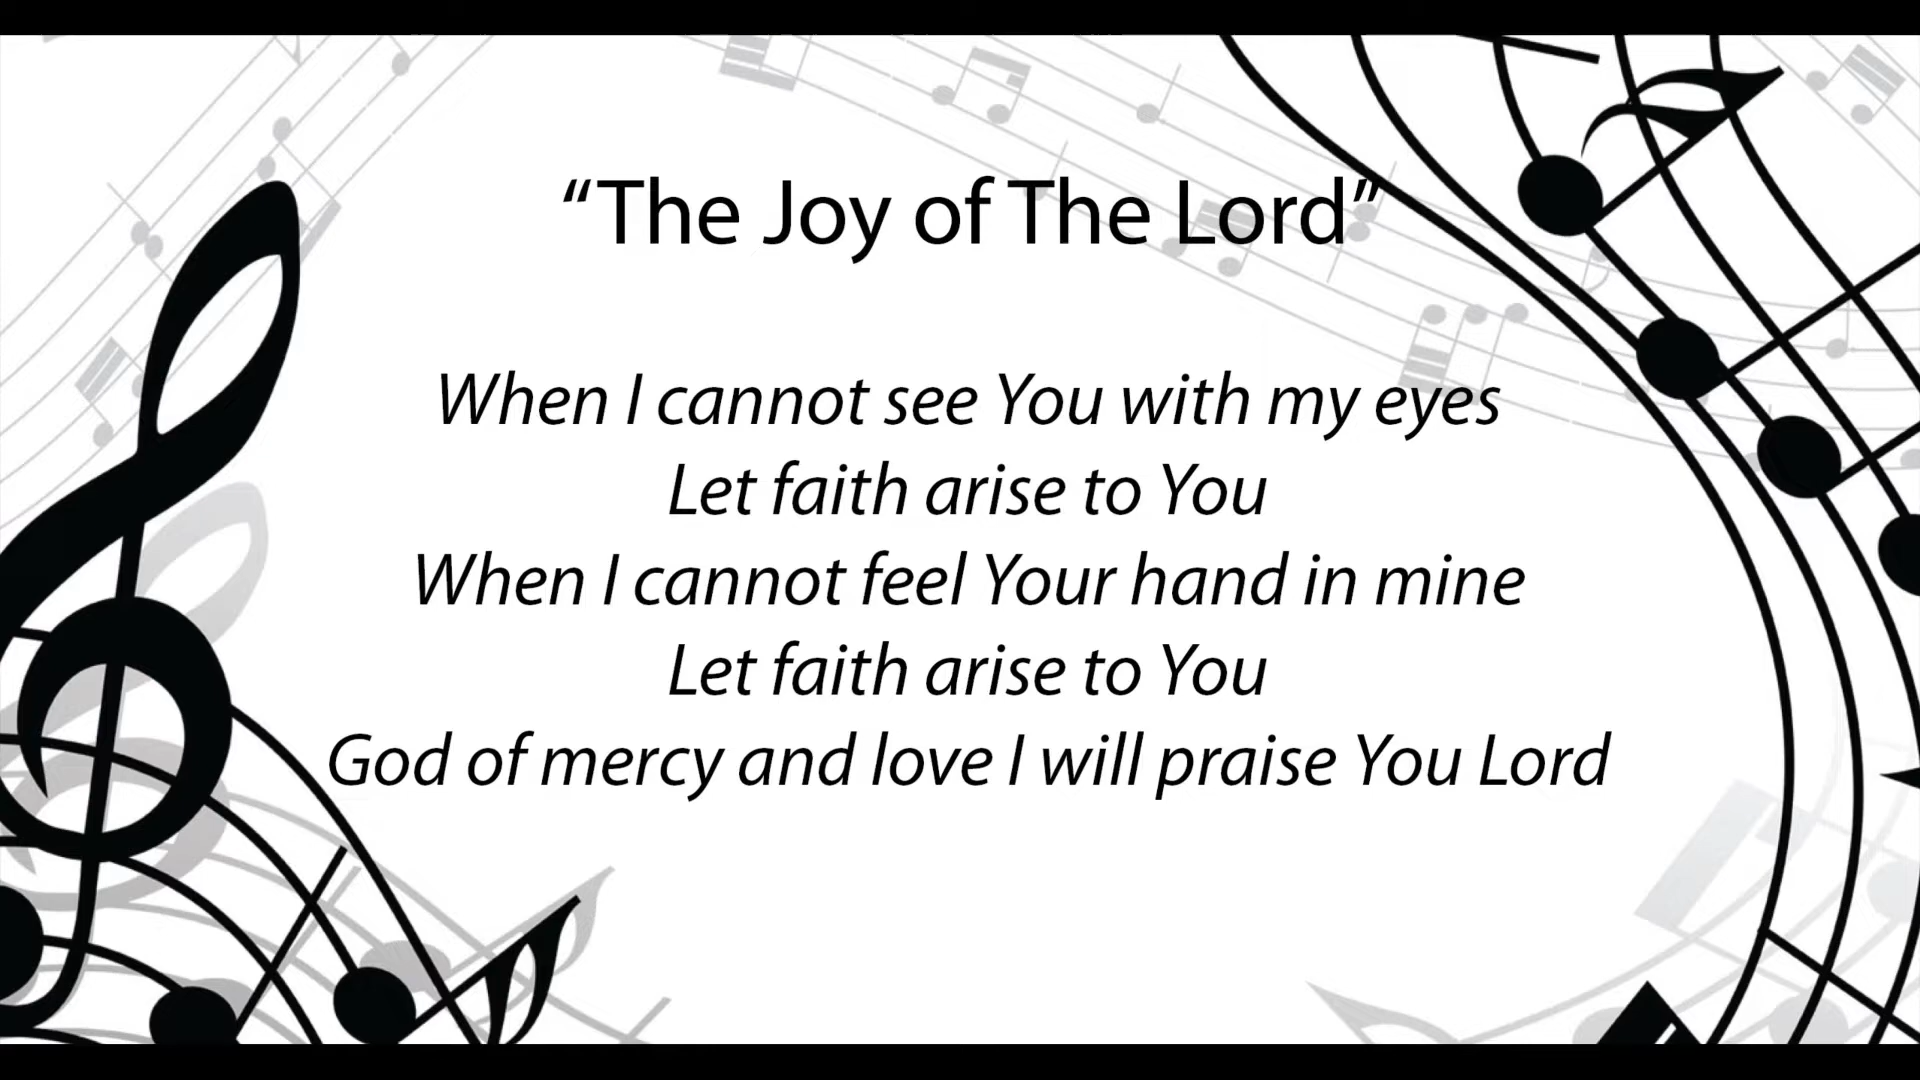 “The Joy of The Lord”
When I cannot see You with my eyes
Let faith arise to You
When I cannot feel Your hand in mine
Let faith arise to You
God of mercy and love I will praise You Lord